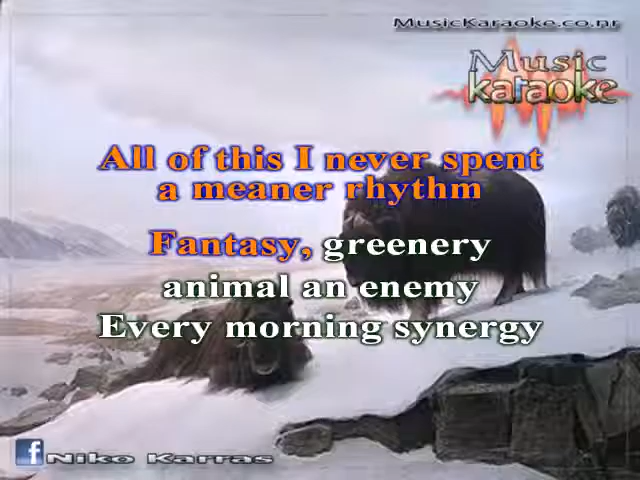 MusicKaraoke.co.nr
Music
karaoke
All of this I never spent
a meaner rhythm
Fantasy, greenery
animal an enemy
Every morning synergy
f Niko Karras